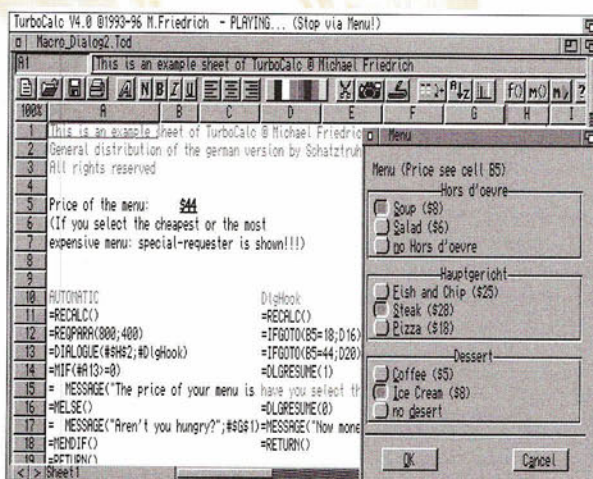 TurboCalc V4.0 @1993-96 M.Friedrich - PLAYING... (Stop via Menu!)
Macro_Dialog2.Tcd
A1 This is an example sheet of TurboCalc @ Michael Friedrich
A N B I U
A↓Z f() m() ?
100% A B C D E F G H I
1 This is an example sheet of TurboCalc @ Michael Friedric
2 General distribution of the german version by Schatztruh
3 All rights reserved
4
5 Price of the menu: $44
6 (If you select the cheapest or the most
7 expensive menu: special-requester is shown!!!)
8
9
10 AUTOMATIC DlgHook
11 =RECALC() =RECALC()
12 =REQPARA(800;400) =IFGOTO(B5=18;D16)
13 =DIALOGUE(#$H$2;#DlgHook) =IFGOTO(B5=44;D20)
14 =MIF(#A13>=0) =DLGRESUME(1)
15 = MESSAGE("The price of your menu is have you select th
16 =MELSE() =DLGRESUME(0)
17 = MESSAGE("Aren't you hungry?";#$G$1) =MESSAGE("Now mone
18 =MENDIF() =RETURN()
19 =RETURN()
< > Sheet1
Menu
Menu (Price see cell B5)
Hors d'oevre
Soup ($8)
Salad ($6)
no Hors d'oevre
Hauptgericht
Fish and Chip ($25)
Steak ($28)
Pizza ($18)
Dessert
Coffee ($5)
Ice Cream ($8)
no desert
OK Cancel